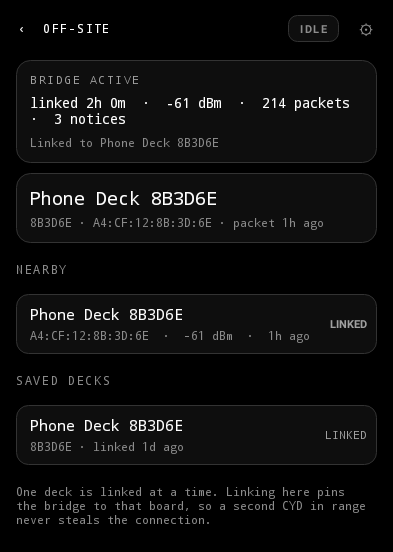 ‹ OFF-SITE IDLE
BRIDGE ACTIVE
linked 2h 0m · -61 dBm · 214 packets
· 3 notices
Linked to Phone Deck 8B3D6E
Phone Deck 8B3D6E
8B3D6E · A4:CF:12:8B:3D:6E · packet 1h ago
NEARBY
Phone Deck 8B3D6E
A4:CF:12:8B:3D:6E · -61 dBm · 1h ago
LINKED
SAVED DECKS
Phone Deck 8B3D6E
8B3D6E · linked 1d ago
LINKED
One deck is linked at a time. Linking here pins
the bridge to that board, so a second CYD in range
never steals the connection.